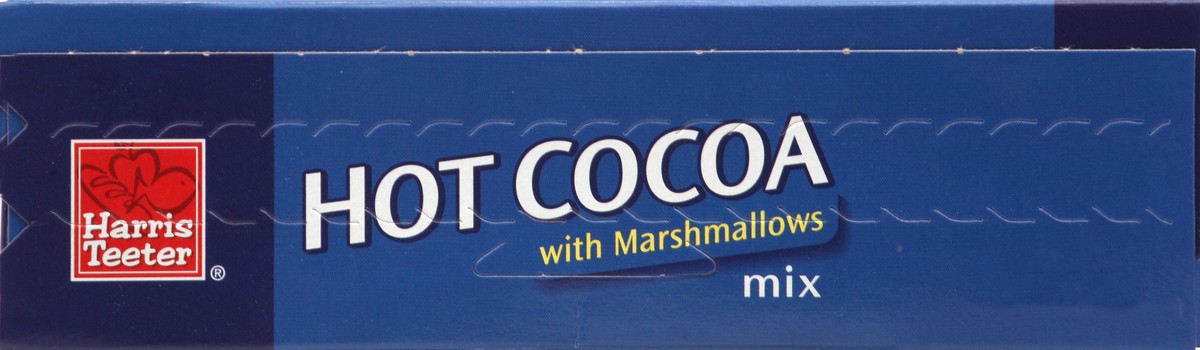 Harris
Teeter
®
HOT COCOA
with Marshmallows
mix